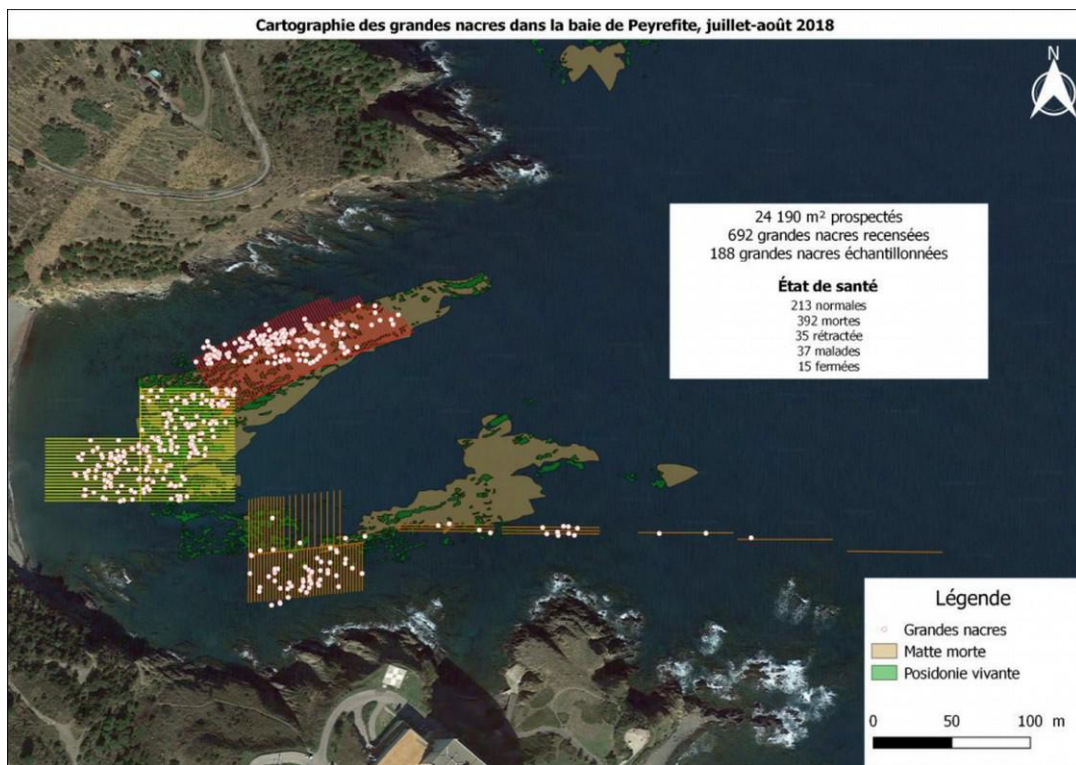 Cartographie des grandes nacres dans la baie de Peyrefite, juillet-août 2018
N
24 190 m² prospectés
692 grandes nacres recensées
188 grandes nacres échantillonnées
État de santé
213 normales
392 mortes
35 rétractée
37 malades
15 fermées
Légende
Grandes nacres
Matte morte
Posidonie vivante
0 50 100 m